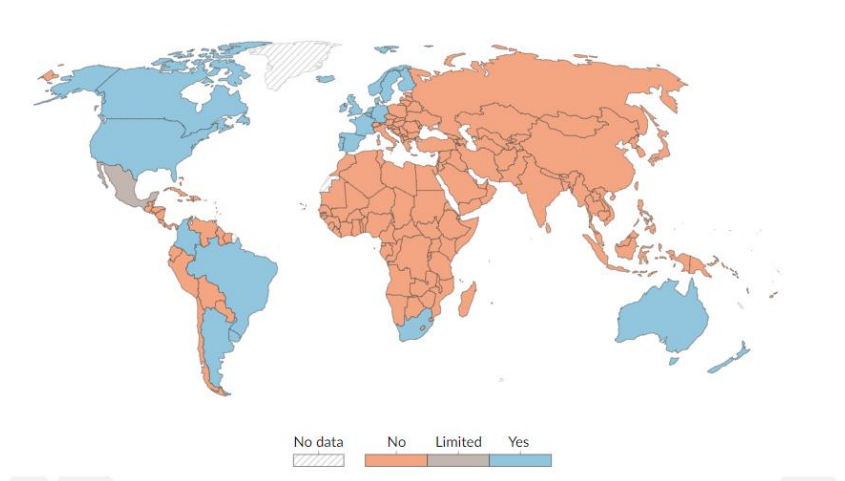 No data No Limited Yes